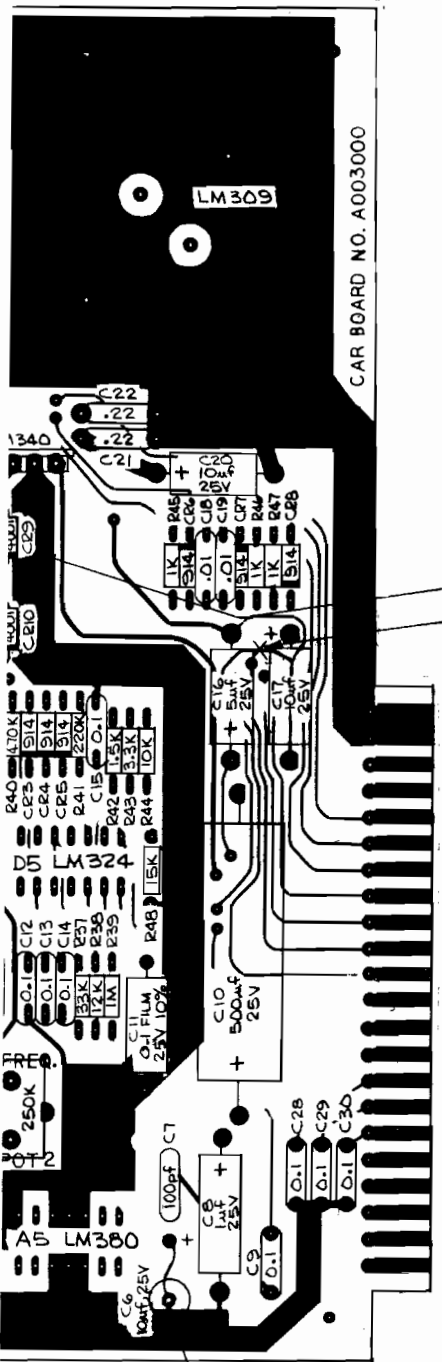 LM309
CAR BOARD NO. A003000
C22
.22
.22
C21
1340
C20
+ 10uf
25V
R45
CR6
C18
C19
CR7
R46
R47
CR8
1K
914
.01
.01
914
1K
1K
914
CR9
CR10
C16
5uf
25V
+
C17
10uf
25V
470K
914
914
914
220K
0.1
1.5K
3.3K
10K
R40
CR3
CR4
CR5
R41
C15
R42
R43
R44
D5 LM324
15K
R48
C12
C13
C14
R37
R38
R39
0.1
0.1
0.1
33K
12K
1M
C11
0.1 FILM
25V 10%
C10
500uf
25V
+
250K
OT2
C28
C29
C30
0.1
0.1
0.1
C7
100pf
+
C8
1uf
25V
C9
0.1
A5 LM380
+
C6
10uf, 25V